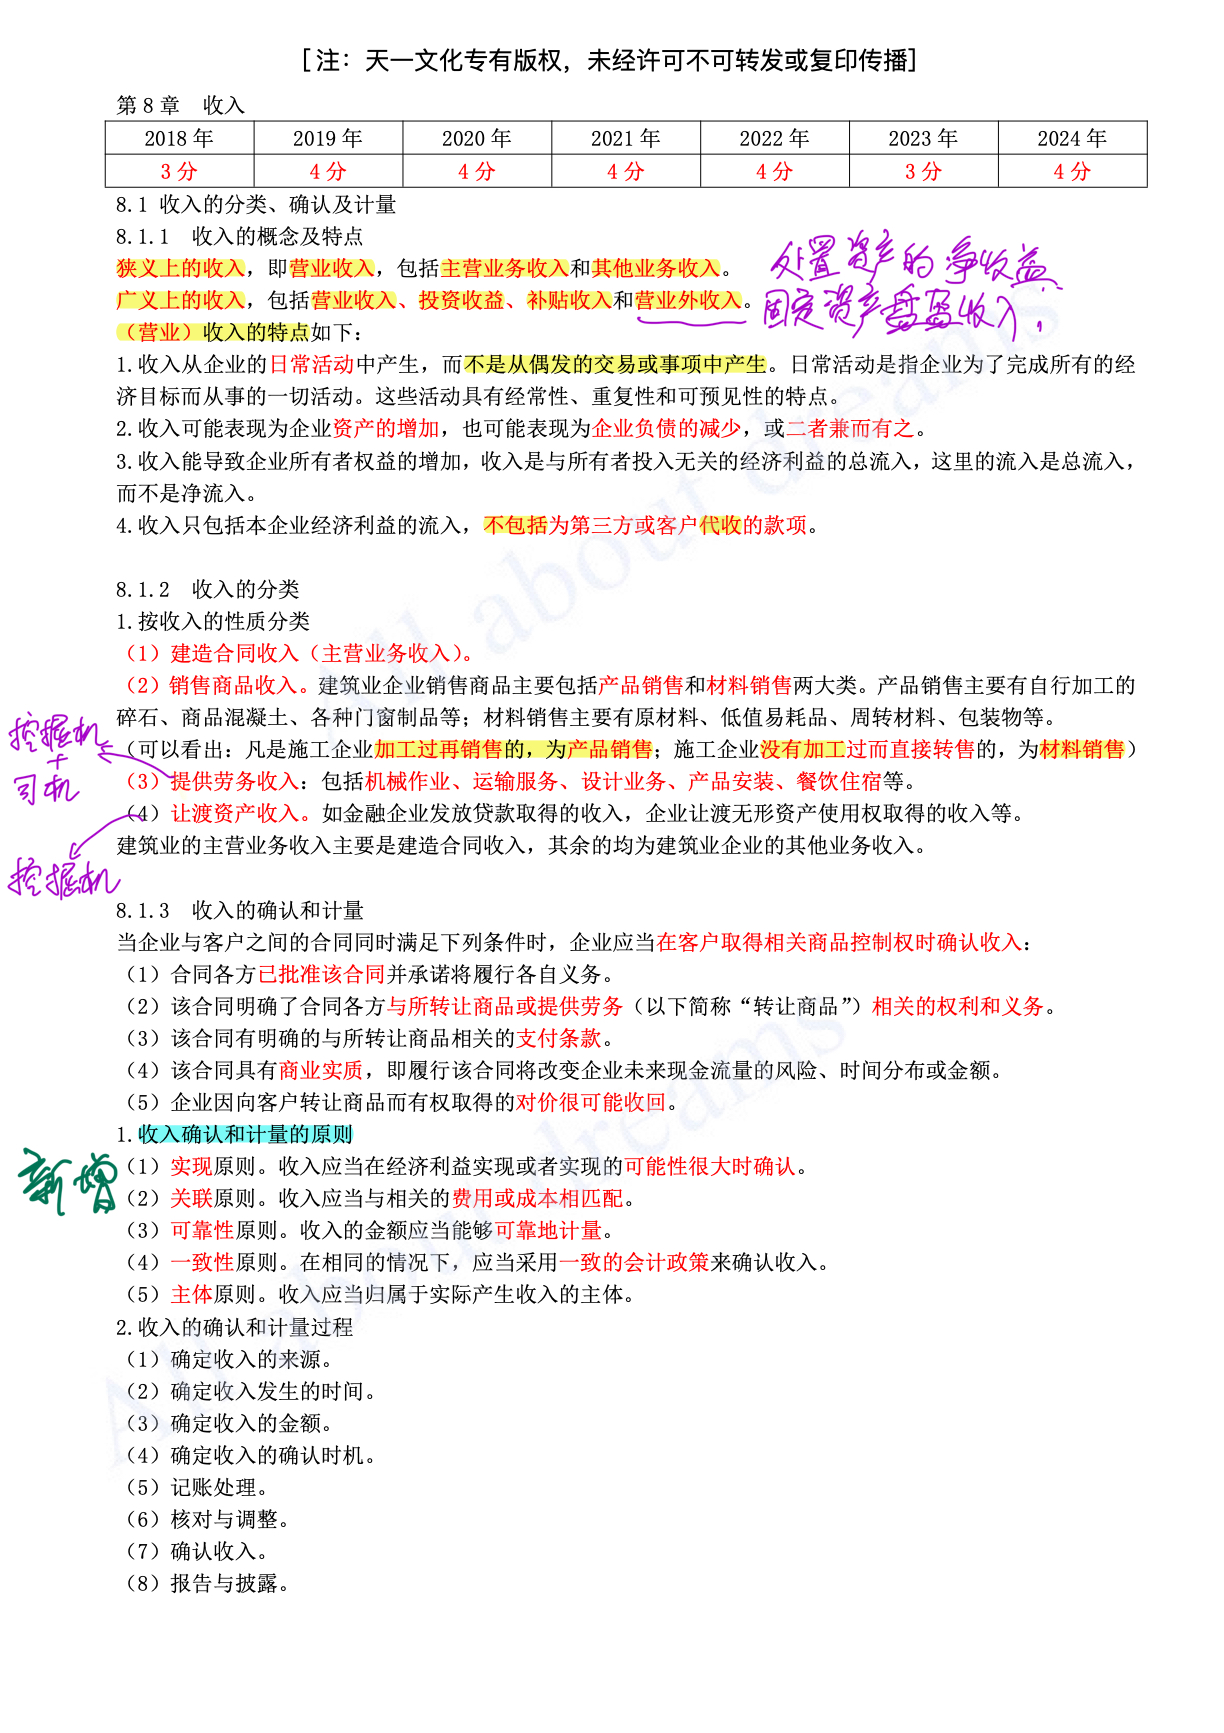 [注：天一文化专有版权，未经许可不可转发或复印传播]
第 8 章　收入
2018 年 2019 年 2020 年 2021 年 2022 年 2023 年 2024 年
3 分 4 分 4 分 4 分 4 分 3 分 4 分
8.1 收入的分类、确认及计量
8.1.1　收入的概念及特点
狭义上的收入，即营业收入，包括主营业务收入和其他业务收入。
处置资产的净收益、
广义上的收入，包括营业收入、投资收益、补贴收入和营业外收入。
固定资产盘盈收入，
（营业）收入的特点如下：
1.收入从企业的日常活动中产生，而不是从偶发的交易或事项中产生。日常活动是指企业为了完成所有的经
济目标而从事的一切活动。这些活动具有经常性、重复性和可预见性的特点。
2.收入可能表现为企业资产的增加，也可能表现为企业负债的减少，或二者兼而有之。
3.收入能导致企业所有者权益的增加，收入是与所有者投入无关的经济利益的总流入，这里的流入是总流入，
而不是净流入。
4.收入只包括本企业经济利益的流入，不包括为第三方或客户代收的款项。
8.1.2　收入的分类
1.按收入的性质分类
（1）建造合同收入（主营业务收入）。
（2）销售商品收入。建筑业企业销售商品主要包括产品销售和材料销售两大类。产品销售主要有自行加工的
碎石、商品混凝土、各种门窗制品等；材料销售主要有原材料、低值易耗品、周转材料、包装物等。
挖掘机
+
司机
（可以看出：凡是施工企业加工过再销售的，为产品销售；施工企业没有加工过而直接转售的，为材料销售）
（3）提供劳务收入：包括机械作业、运输服务、设计业务、产品安装、餐饮住宿等。
（4）让渡资产收入。如金融企业发放贷款取得的收入，企业让渡无形资产使用权取得的收入等。
建筑业的主营业务收入主要是建造合同收入，其余的均为建筑业企业的其他业务收入。
挖掘机
8.1.3　收入的确认和计量
当企业与客户之间的合同同时满足下列条件时，企业应当在客户取得相关商品控制权时确认收入：
（1）合同各方已批准该合同并承诺将履行各自义务。
（2）该合同明确了合同各方与所转让商品或提供劳务（以下简称“转让商品”）相关的权利和义务。
（3）该合同有明确的与所转让商品相关的支付条款。
（4）该合同具有商业实质，即履行该合同将改变企业未来现金流量的风险、时间分布或金额。
（5）企业因向客户转让商品而有权取得的对价很可能收回。
1.收入确认和计量的原则
新增
（1）实现原则。收入应当在经济利益实现或者实现的可能性很大时确认。
（2）关联原则。收入应当与相关的费用或成本相匹配。
（3）可靠性原则。收入的金额应当能够可靠地计量。
（4）一致性原则。在相同的情况下，应当采用一致的会计政策来确认收入。
（5）主体原则。收入应当归属于实际产生收入的主体。
2.收入的确认和计量过程
（1）确定收入的来源。
（2）确定收入发生的时间。
（3）确定收入的金额。
（4）确定收入的确认时机。
（5）记账处理。
（6）核对与调整。
（7）确认收入。
（8）报告与披露。
All about dreams
All about dreams